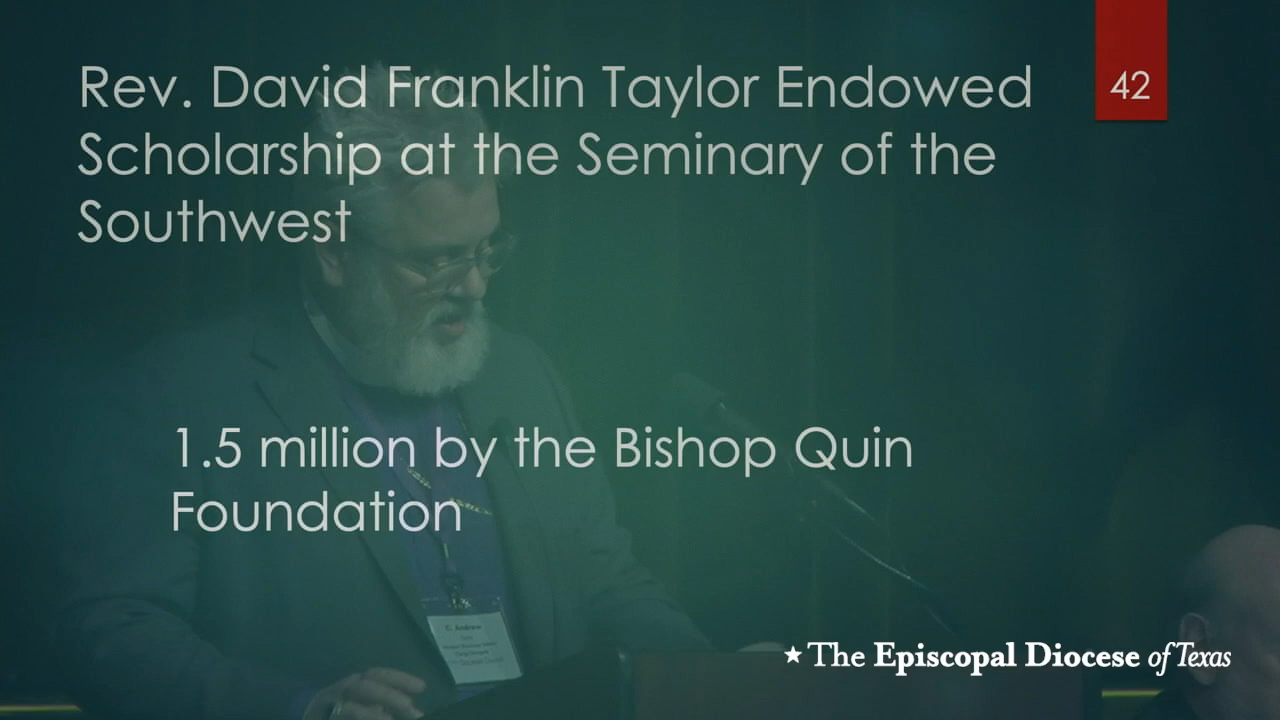 Rev. David Franklin Taylor Endowed
Scholarship at the Seminary of the
Southwest
42
1.5 million by the Bishop Quin
Foundation
C. Andrew
The Episcopal Diocese of Texas